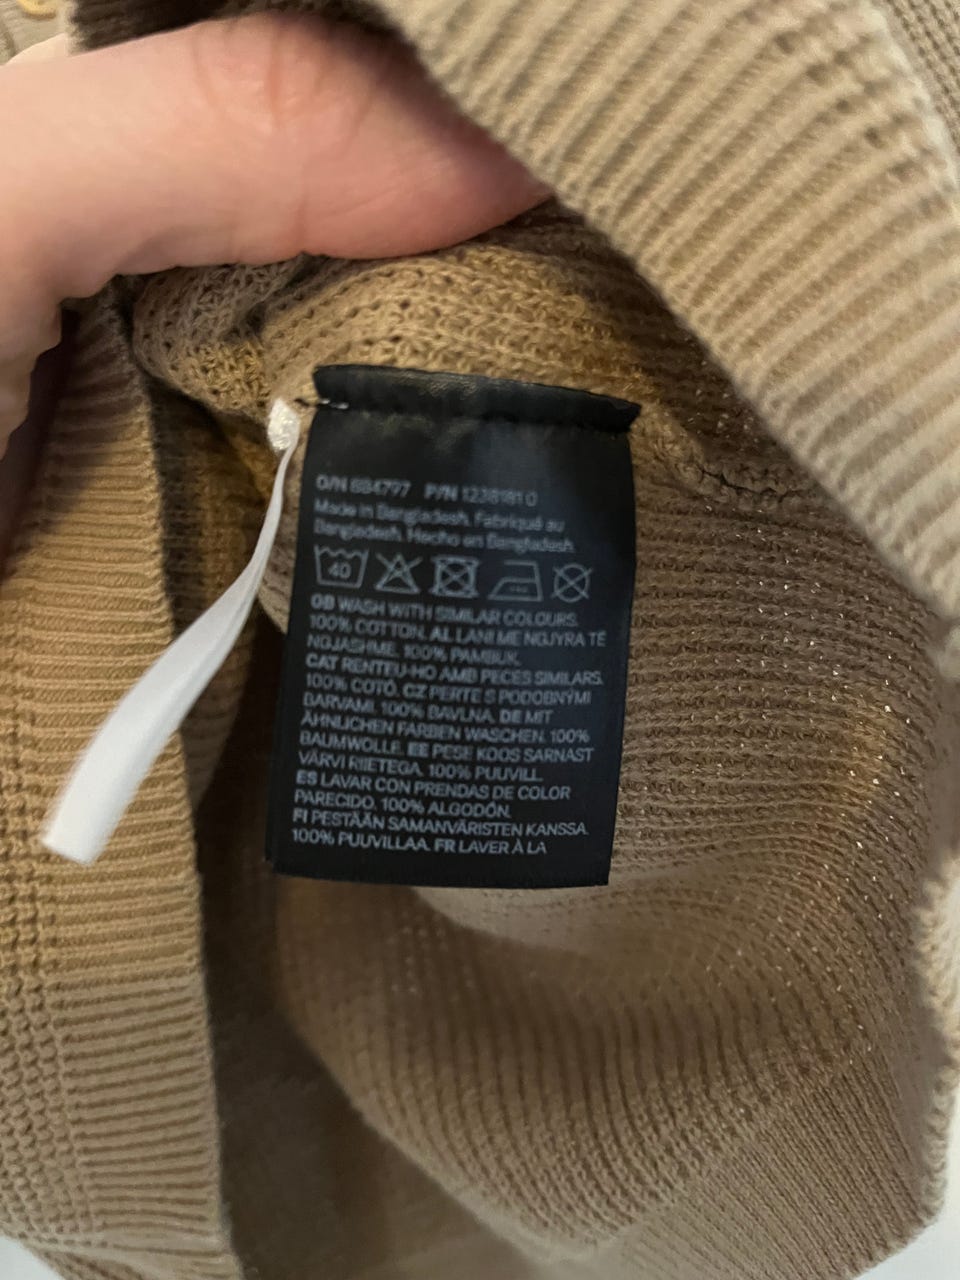 O/N 884797 P/N 1238181 0
Made in Bangladesh. Fabriqué au
Bangladesh. Hecho en Bangladesh.
40
GB WASH WITH SIMILAR COLOURS.
100% COTTON. AL LANI ME NGJYRA TË
NGJASHME. 100% PAMBUK.
CAT RENTEU-HO AMB PECES SIMILARS.
100% COTÓ. CZ PERTE S PODOBNÝMI
BARVAMI. 100% BAVLNA. DE MIT
ÄHNLICHEN FARBEN WASCHEN. 100%
BAUMWOLLE. EE PESE KOOS SARNAST
VÄRVI RIIETEGA. 100% PUUVILL.
ES LAVAR CON PRENDAS DE COLOR
PARECIDO. 100% ALGODÓN.
FI PESTÄÄN SAMANVÄRISTEN KANSSA.
100% PUUVILLAA. FR LAVER À LA